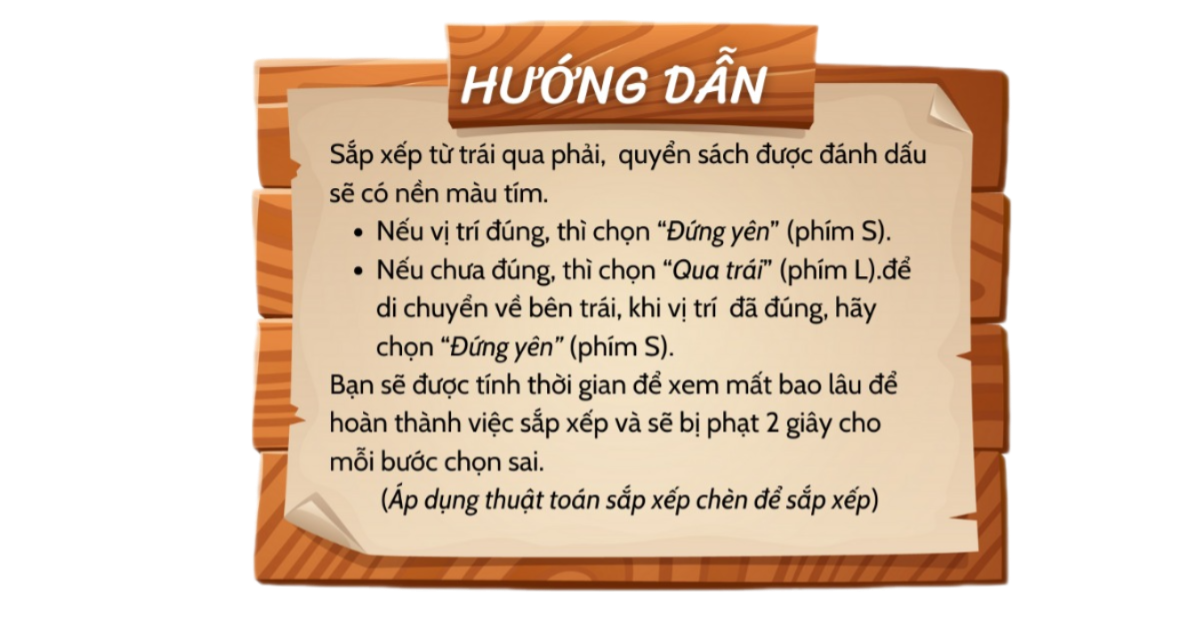 HƯỚNG DẪN
Sắp xếp từ trái qua phải, quyển sách được đánh dấu
sẽ có nền màu tím.
• Nếu vị trí đúng, thì chọn “Đứng yên” (phím S).
• Nếu chưa đúng, thì chọn “Qua trái” (phím L).để
di chuyển về bên trái, khi vị trí đã đúng, hãy
chọn “Đứng yên” (phím S).
Bạn sẽ được tính thời gian để xem mất bao lâu để
hoàn thành việc sắp xếp và sẽ bị phạt 2 giây cho
mỗi bước chọn sai.
(Áp dụng thuật toán sắp xếp chèn để sắp xếp)